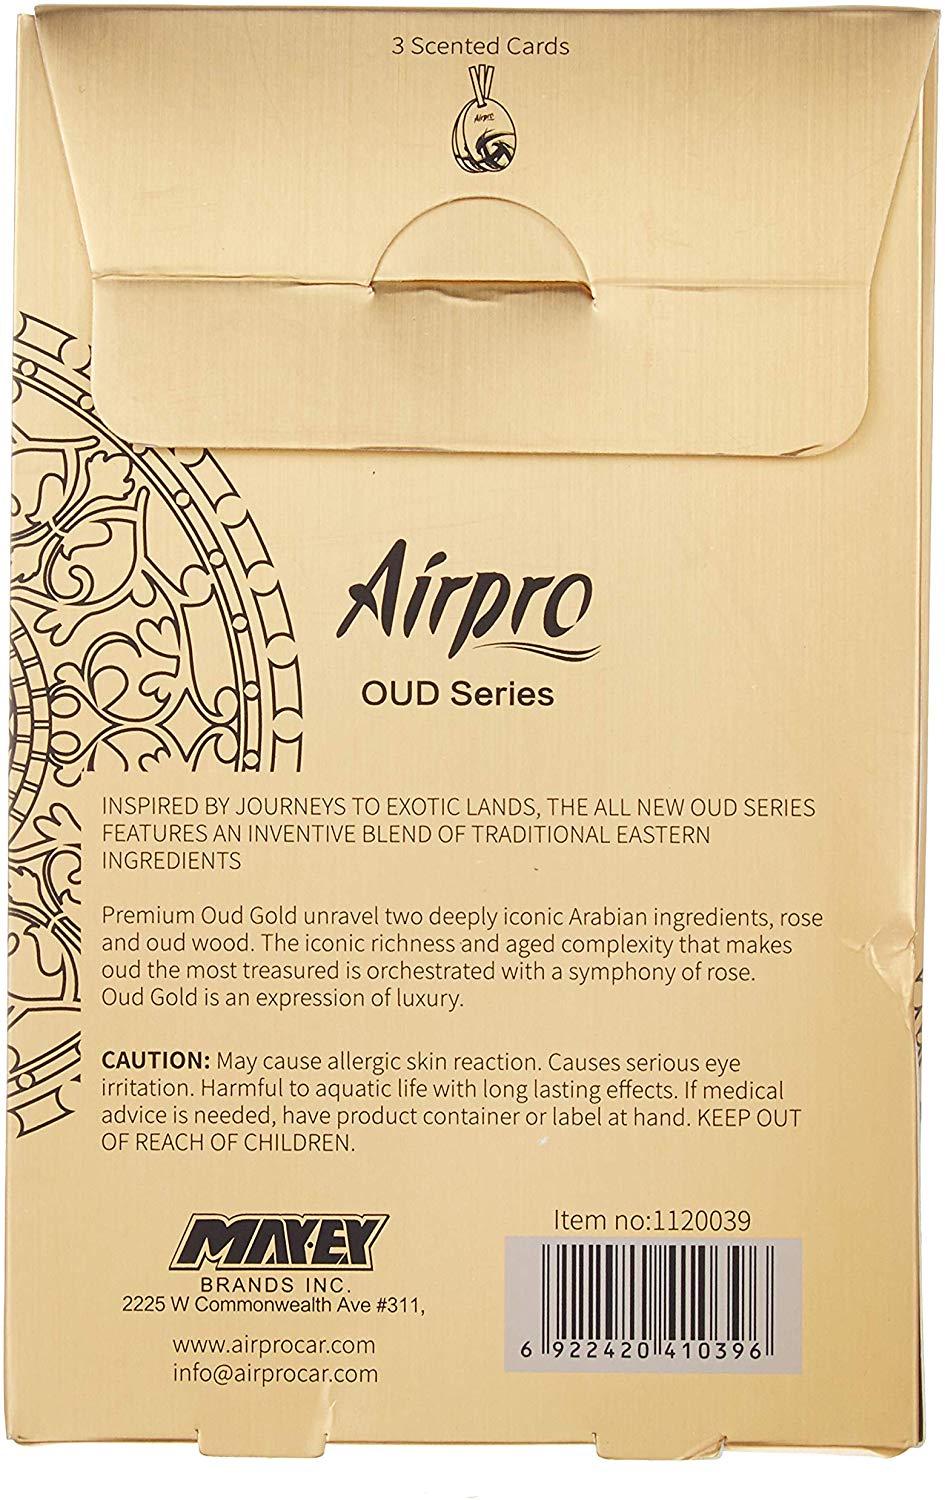 3 Scented Cards
Airpro
Airpro
OUD Series
INSPIRED BY JOURNEYS TO EXOTIC LANDS, THE ALL NEW OUD SERIES
FEATURES AN INVENTIVE BLEND OF TRADITIONAL EASTERN
INGREDIENTS
Premium Oud Gold unravel two deeply iconic Arabian ingredients, rose
and oud wood. The iconic richness and aged complexity that makes
oud the most treasured is orchestrated with a symphony of rose.
Oud Gold is an expression of luxury.
CAUTION: May cause allergic skin reaction. Causes serious eye
irritation. Harmful to aquatic life with long lasting effects. If medical
advice is needed, have product container or label at hand. KEEP OUT
OF REACH OF CHILDREN.
MAY-EY
BRANDS INC.
2225 W Commonwealth Ave #311,
www.airprocar.com
info@airprocar.com
Item no:1120039
6 922420 410396